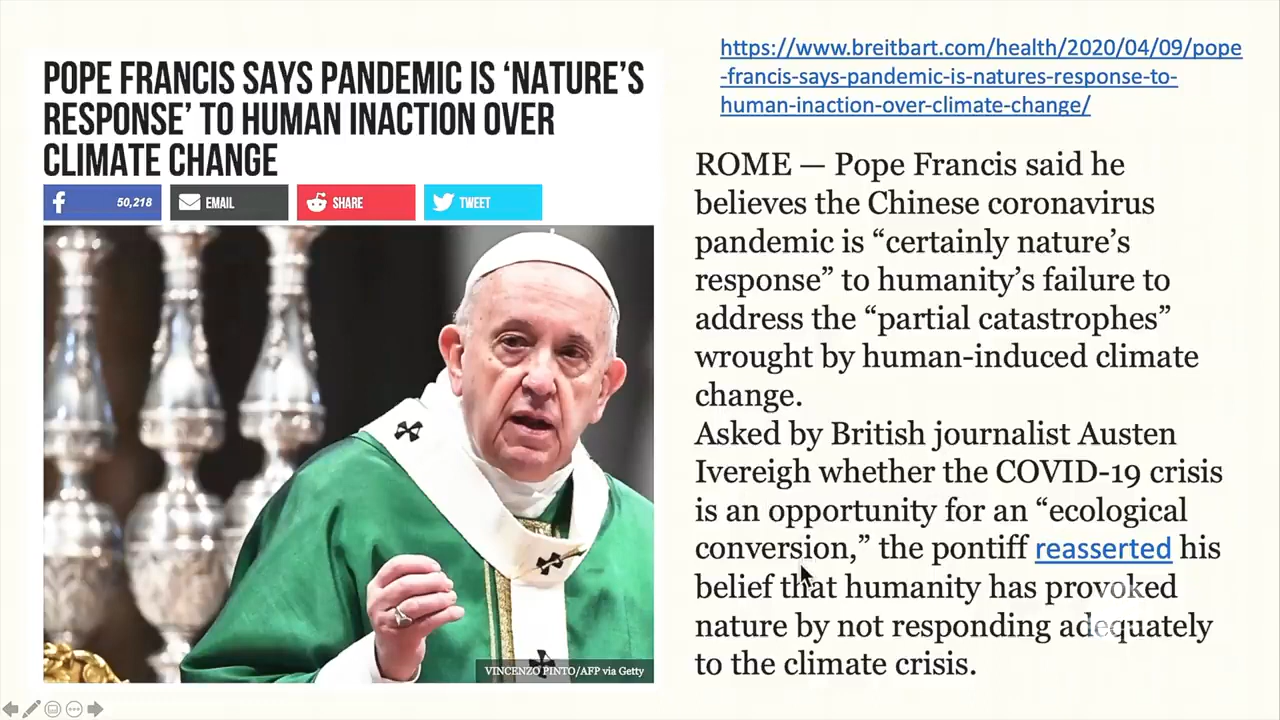 POPE FRANCIS SAYS PANDEMIC IS ‘NATURE’S
RESPONSE’ TO HUMAN INACTION OVER
CLIMATE CHANGE
50,218
EMAIL
SHARE
TWEET
VINCENZO PINTO/AFP via Getty
https://www.breitbart.com/health/2020/04/09/pope
-francis-says-pandemic-is-natures-response-to-
human-inaction-over-climate-change/
ROME — Pope Francis said he
believes the Chinese coronavirus
pandemic is “certainly nature’s
response” to humanity’s failure to
address the “partial catastrophes”
wrought by human-induced climate
change.
Asked by British journalist Austen
Ivereigh whether the COVID-19 crisis
is an opportunity for an “ecological
conversion,” the pontiff reasserted his
belief that humanity has provoked
nature by not responding adequately
to the climate crisis.